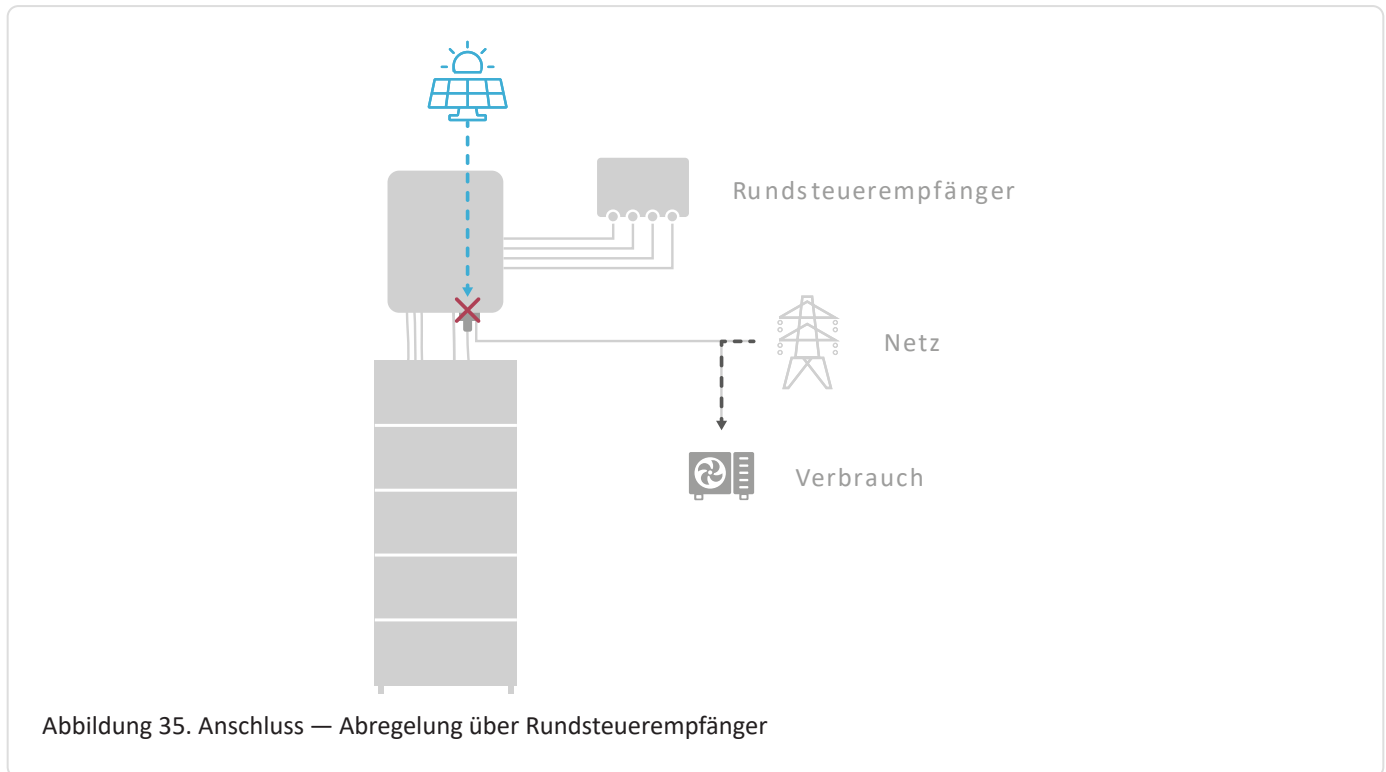 Rundsteuerempfänger
Netz
Verbrauch
Abbildung 35. Anschluss — Abregelung über Rundsteuerempfänger